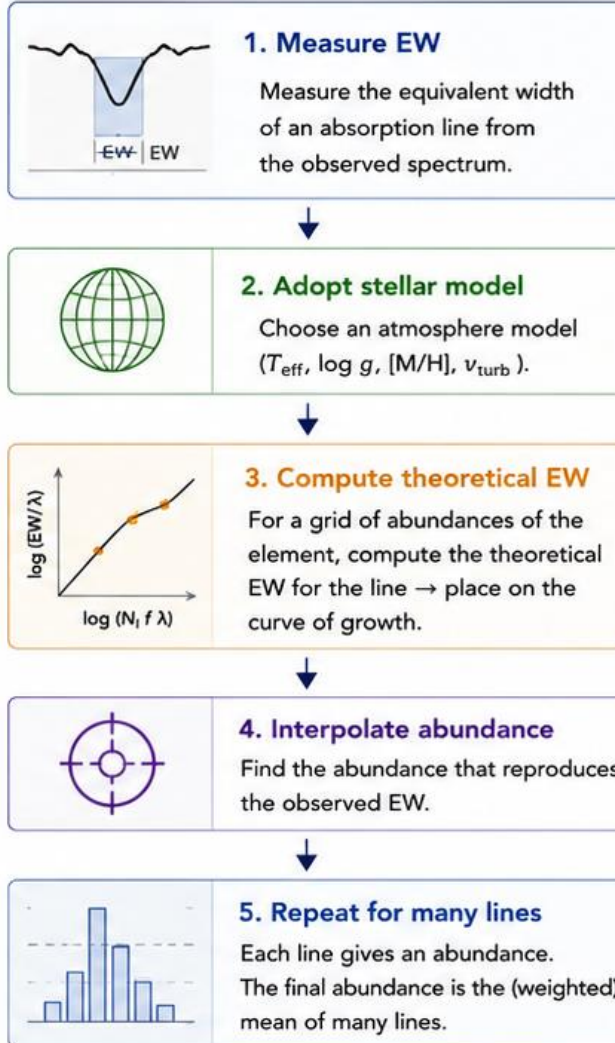 1. Measure EW
Measure the equivalent width
of an absorption line from
the observed spectrum.
EW EW
2. Adopt stellar model
Choose an atmosphere model
(T_eff, log g, [M/H], ν_turb ).
3. Compute theoretical EW
For a grid of abundances of the
element, compute the theoretical
EW for the line → place on the
curve of growth.
log (EW/λ)
log (N_l f λ)
4. Interpolate abundance
Find the abundance that reproduces
the observed EW.
5. Repeat for many lines
Each line gives an abundance.
The final abundance is the (weighted)
mean of many lines.